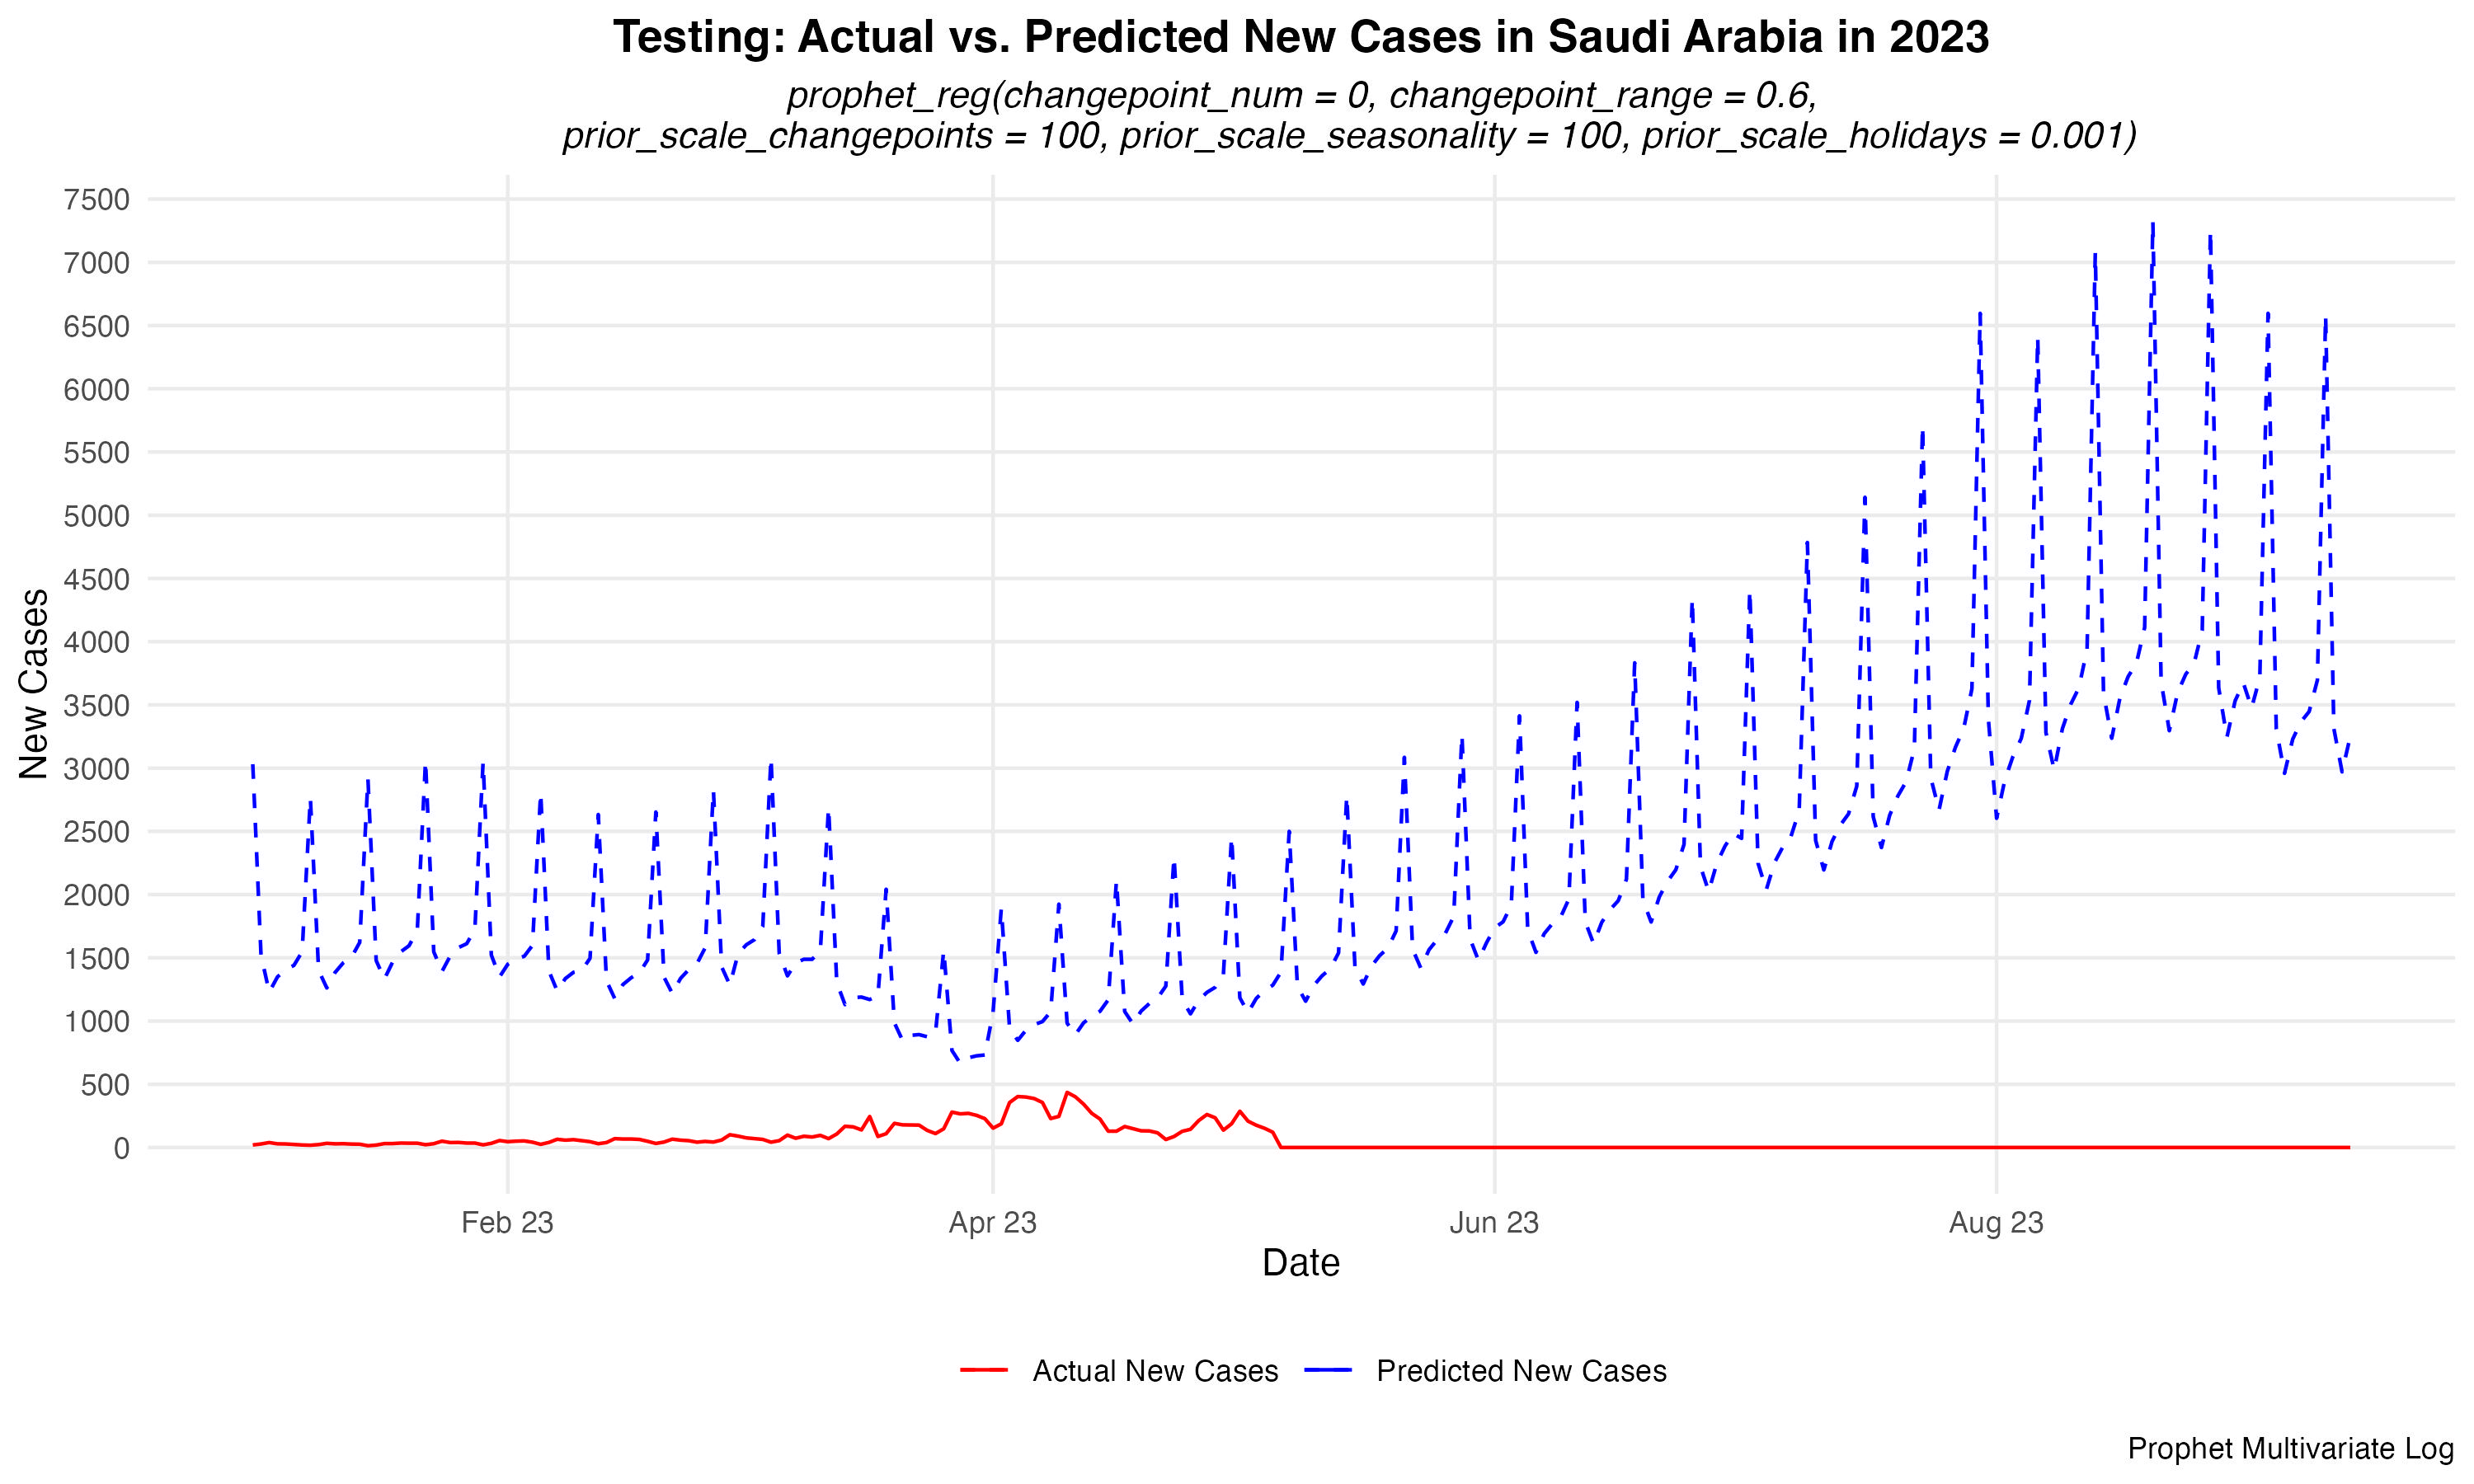 Testing: Actual vs. Predicted New Cases in Saudi Arabia in 2023
prophet_reg(changepoint_num = 0, changepoint_range = 0.6,
prior_scale_changepoints = 100, prior_scale_seasonality = 100, prior_scale_holidays = 0.001)
New Cases
7500
7000
6500
6000
5500
5000
4500
4000
3500
3000
2500
2000
1500
1000
500
0
Feb 23
Apr 23
Jun 23
Aug 23
Date
Actual New Cases
Predicted New Cases
Prophet Multivariate Log